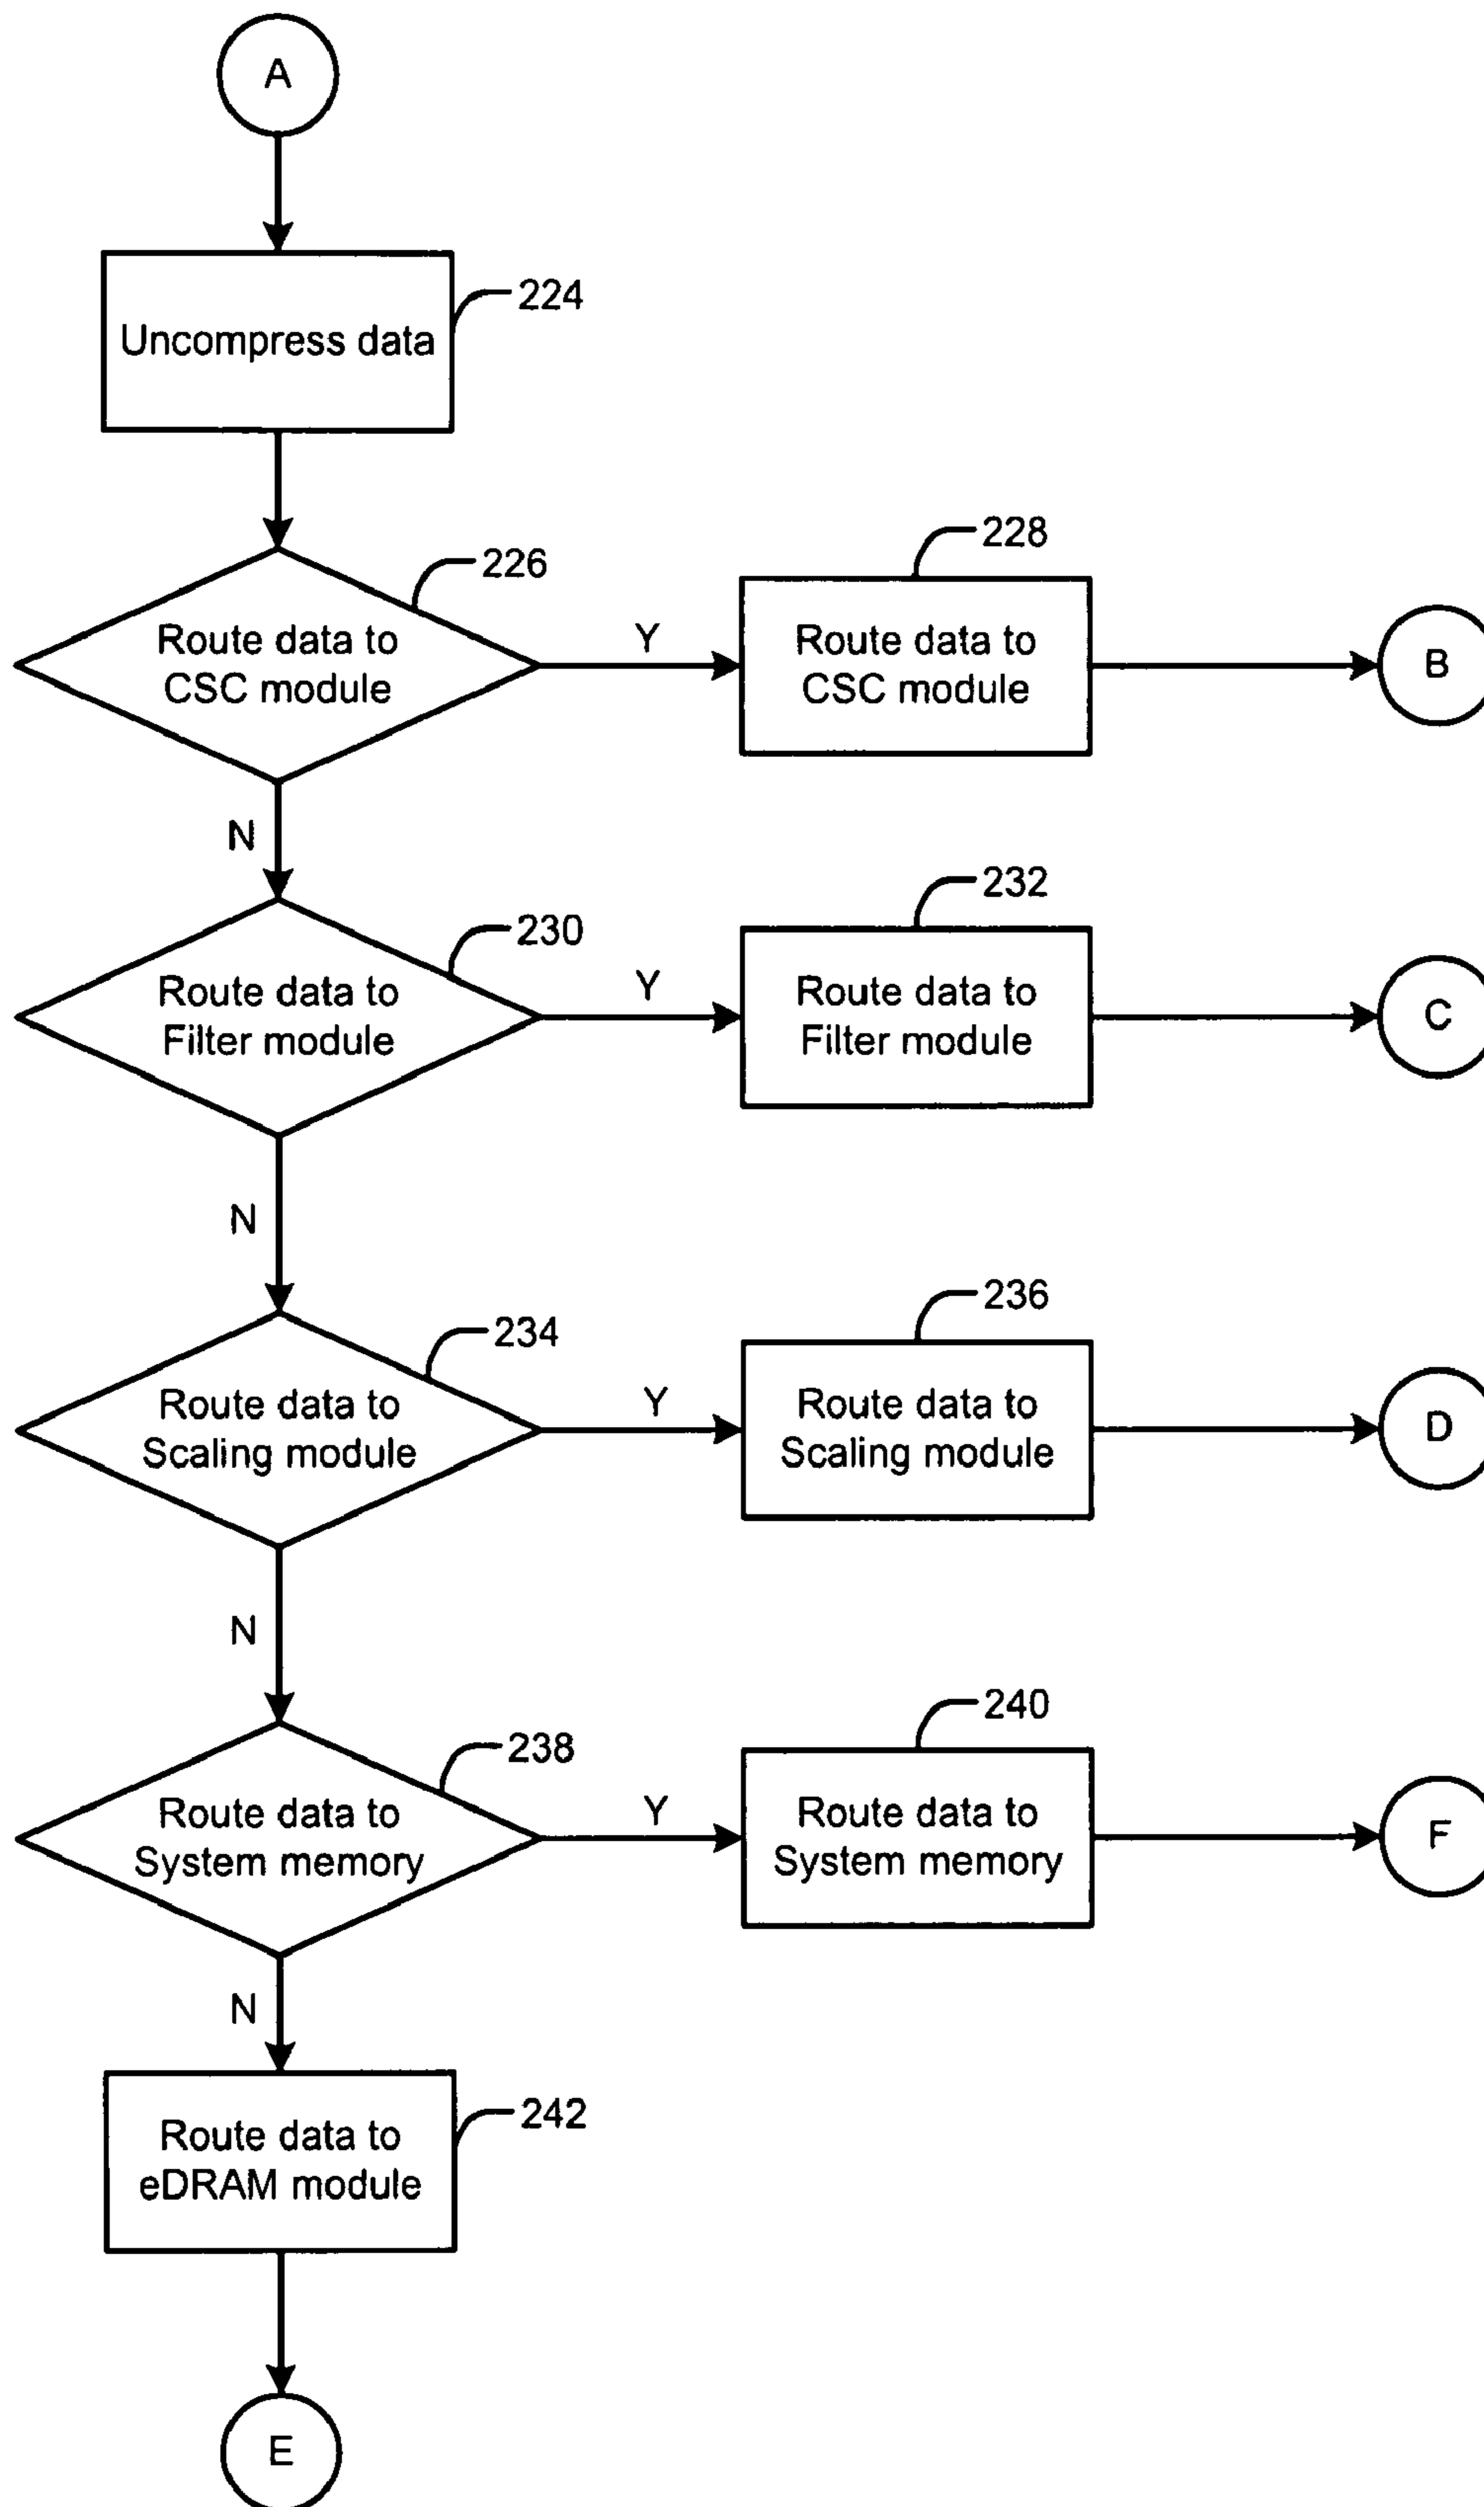 A
224
Uncompress data
226
Route data to
CSC module
Y
228
Route data to
CSC module
B
N
230
Route data to
Filter module
Y
232
Route data to
Filter module
C
N
234
Route data to
Scaling module
Y
236
Route data to
Scaling module
D
N
238
Route data to
System memory
Y
240
Route data to
System memory
F
N
242
Route data to
eDRAM module
E